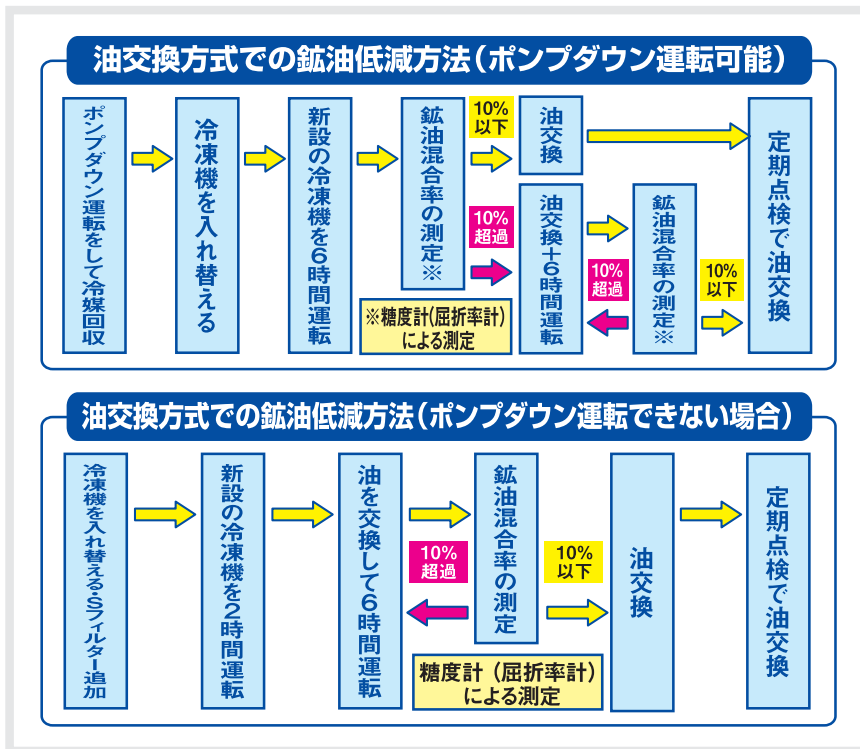 油交換方式での鉱油低減方法（ポンプダウン運転可能）
ポンプダウン運転をして冷媒回収
冷凍機を入れ替える
新設の冷凍機を6時間運転
鉱油混合率の測定※
10%
以下
油交換
10%
超過
油交換＋6時間運転
鉱油混合率の測定※
10%
超過
10%
以下
定期点検で油交換
※糖度計（屈折率計）
による測定
油交換方式での鉱油低減方法（ポンプダウン運転できない場合）
冷凍機を入れ替える・Sフィルター追加
新設の冷凍機を2時間運転
油を交換して6時間運転
10%
超過
鉱油混合率の測定
10%
以下
油交換
定期点検で油交換
糖度計（屈折率計）
による測定